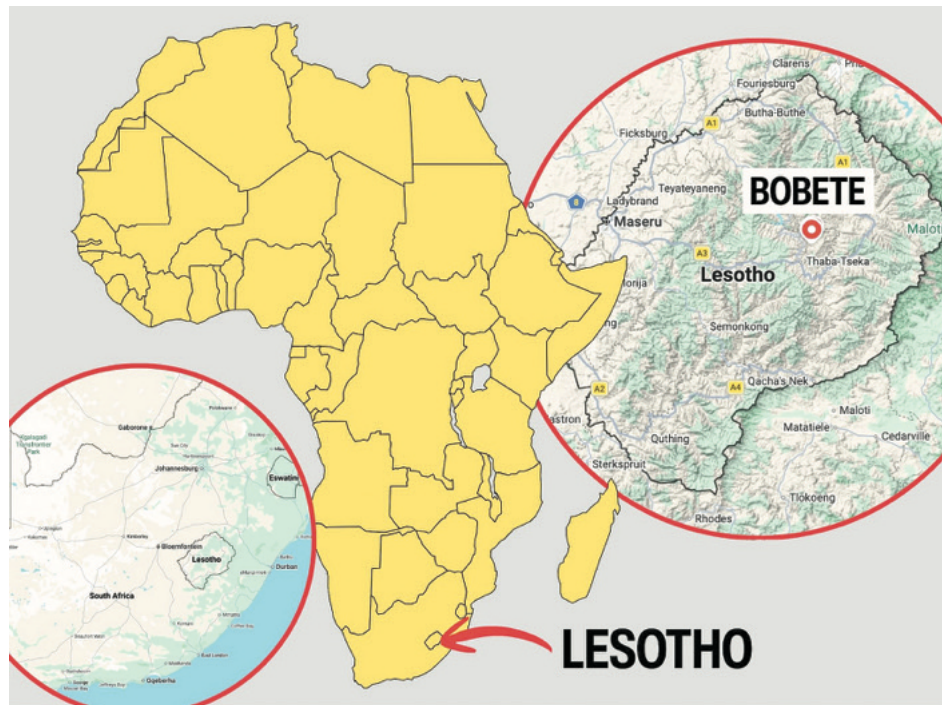 Clarens
Fouriesburg
A1
Butha-Buthe
Ficksburg
A1
Teyateyaneng
BOBETE
8
Ladybrand
Maseru
Maloti
A3
Thaba-Tseka
Lesotho
Semonkong
Qacha's Nek
A2
A4
Maloti
Matatiele
Cedarville
Quthing
Sterkspruit
Tlokoeng
Rhodes
Gaborone
Johannesburg
Eswatini
Kimberley
Bloemfontein
Lesotho
Durban
South Africa
Gqeberha
LESOTHO